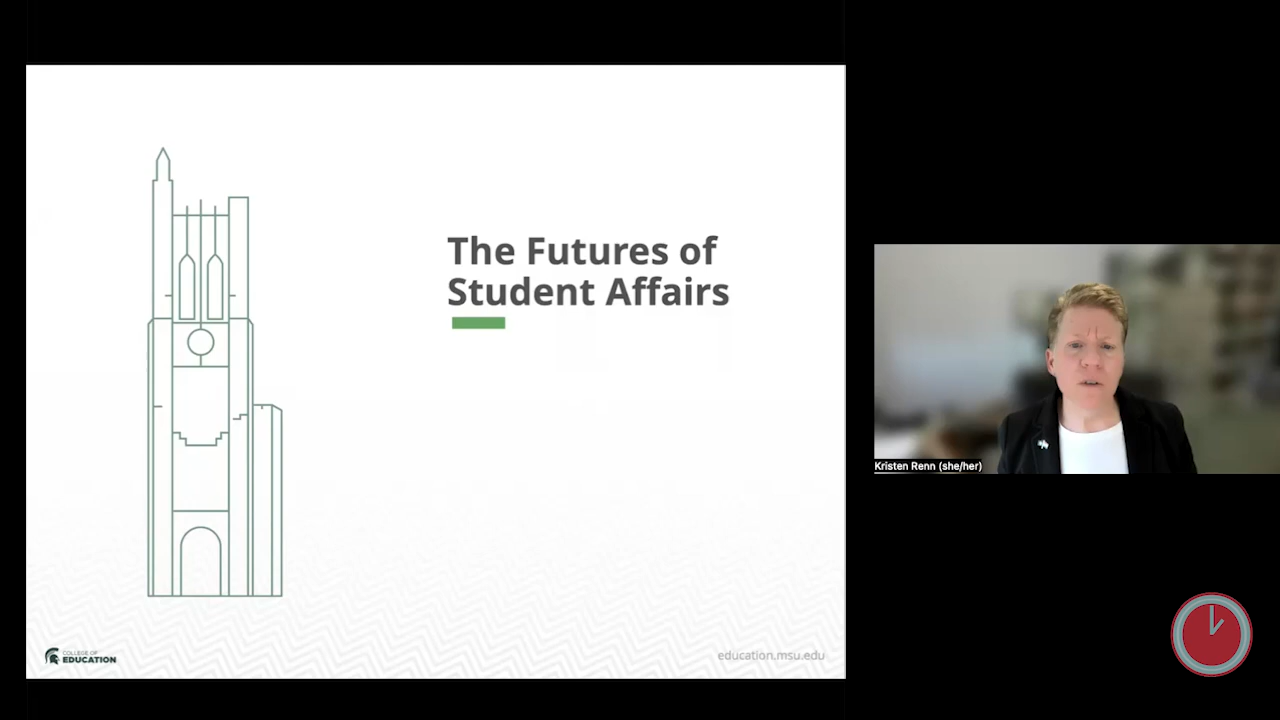 The Futures of
Student Affairs
COLLEGE OF
EDUCATION
education.msu.edu
Kristen Renn (she/her)